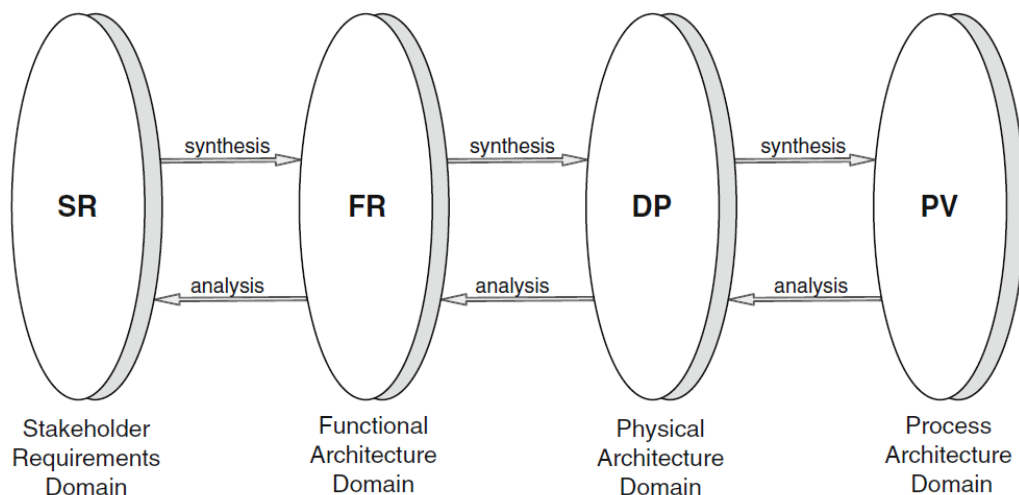 synthesis
synthesis
synthesis
SR
FR
DP
PV
analysis
analysis
analysis
Stakeholder
Requirements
Domain
Functional
Architecture
Domain
Physical
Architecture
Domain
Process
Architecture
Domain